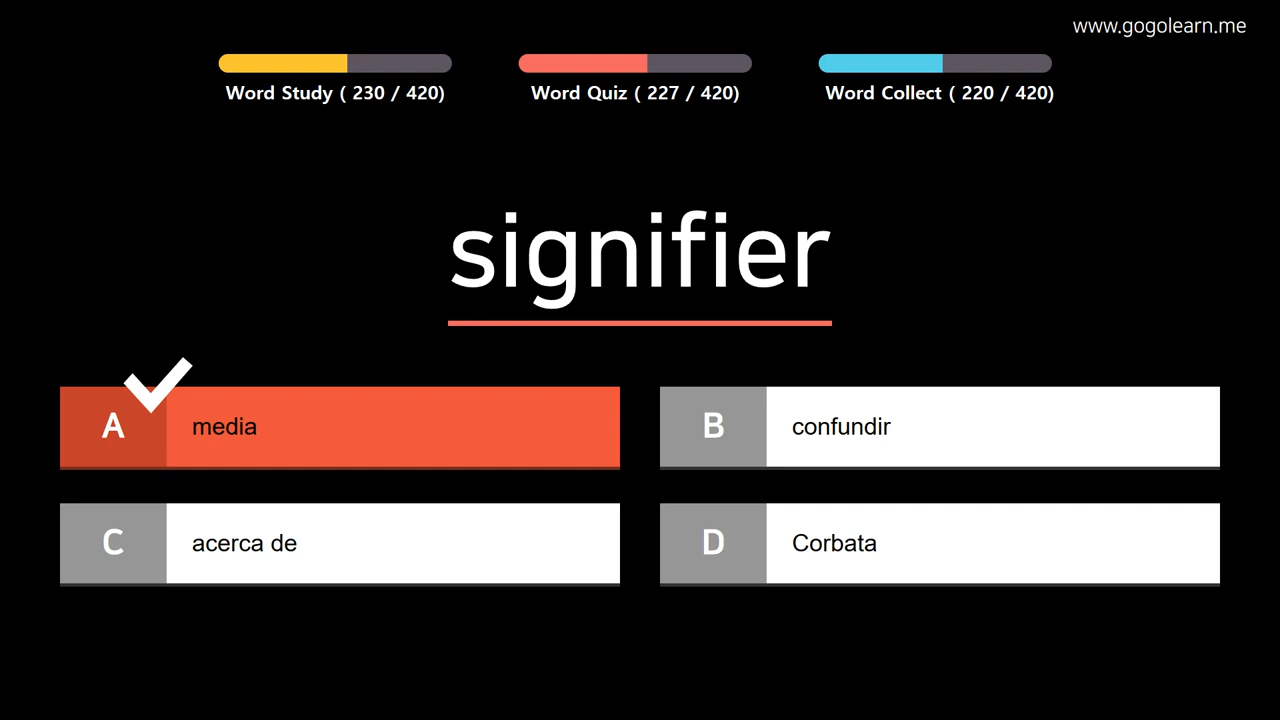 www.gogolearn.me
Word Study ( 230 / 420)
Word Quiz ( 227 / 420)
Word Collect ( 220 / 420)
signifier
A
media
B
confundir
C
acerca de
D
Corbata